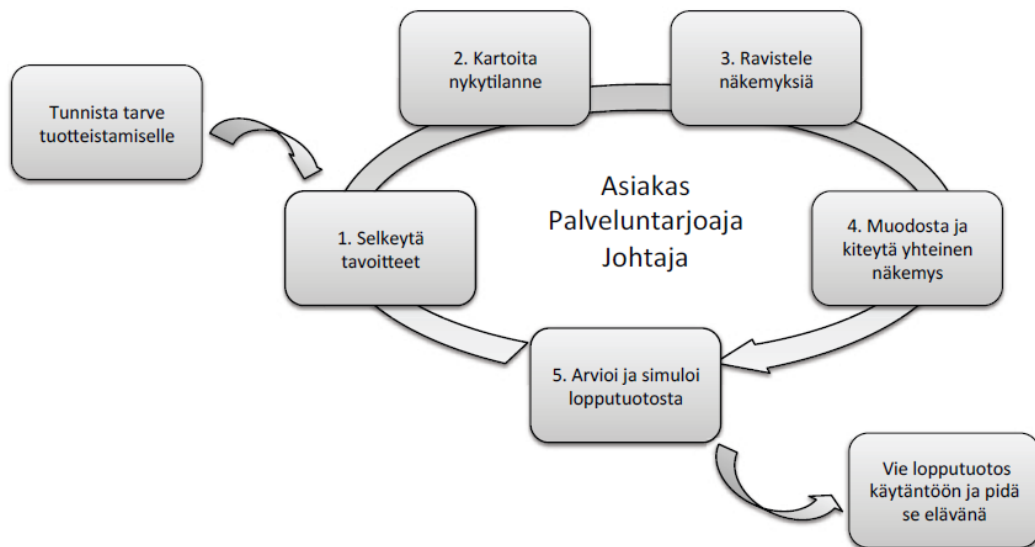 Tunnista tarve
tuotteistamiselle
1. Selkeytä
tavoitteet
2. Kartoita
nykytilanne
3. Ravistele
näkemyksiä
4. Muodosta ja
kiteytä yhteinen
näkemys
5. Arvioi ja simuloi
lopputuotosta
Asiakas
Palveluntarjoaja
Johtaja
Vie lopputuotos
käytäntöön ja pidä
se elävänä